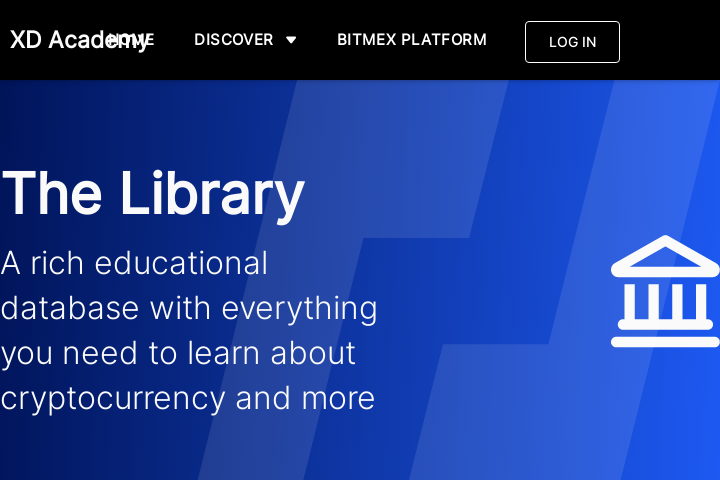 XD Academy
HOME
DISCOVER
BITMEX PLATFORM
LOG IN
The Library
A rich educational
database with everything
you need to learn about
cryptocurrency and more